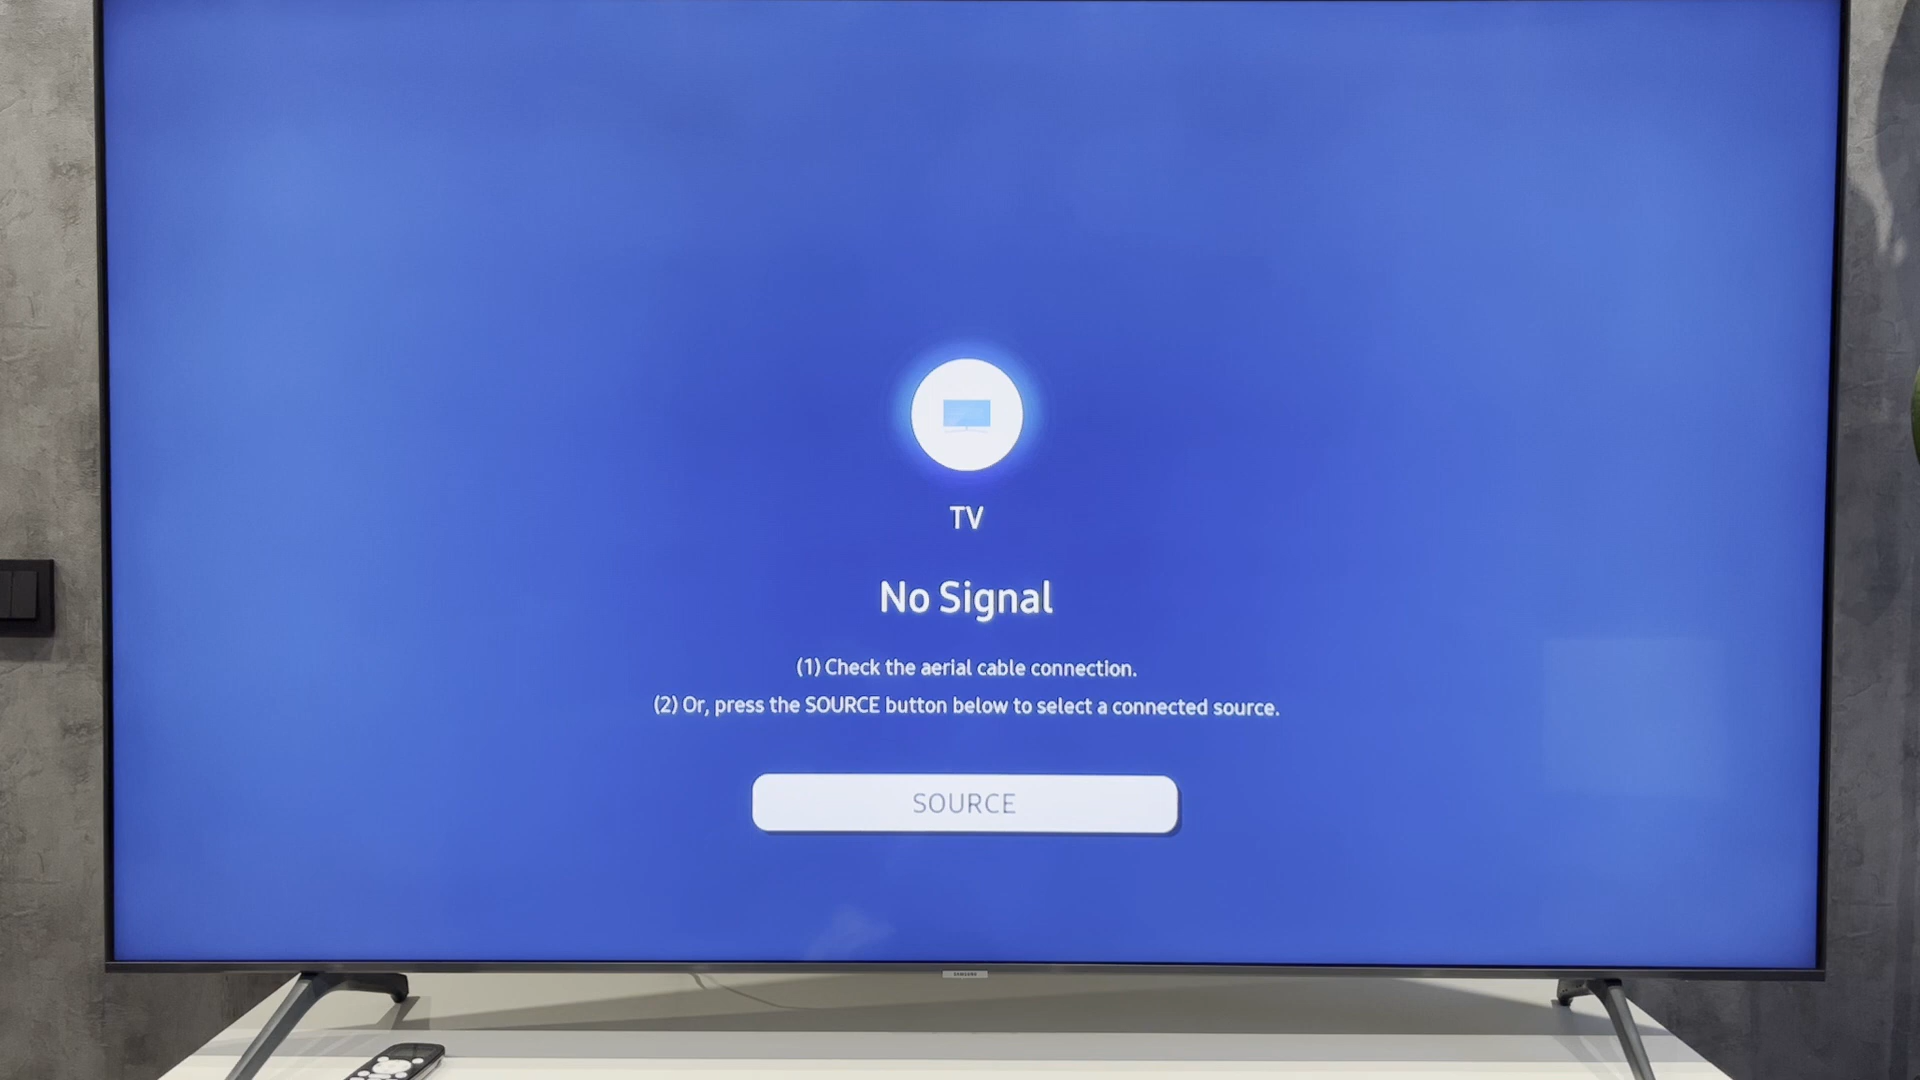 TV
No Signal
(1) Check the aerial cable connection.
(2) Or, press the SOURCE button below to select a connected source.
SOURCE
SAMSUNG